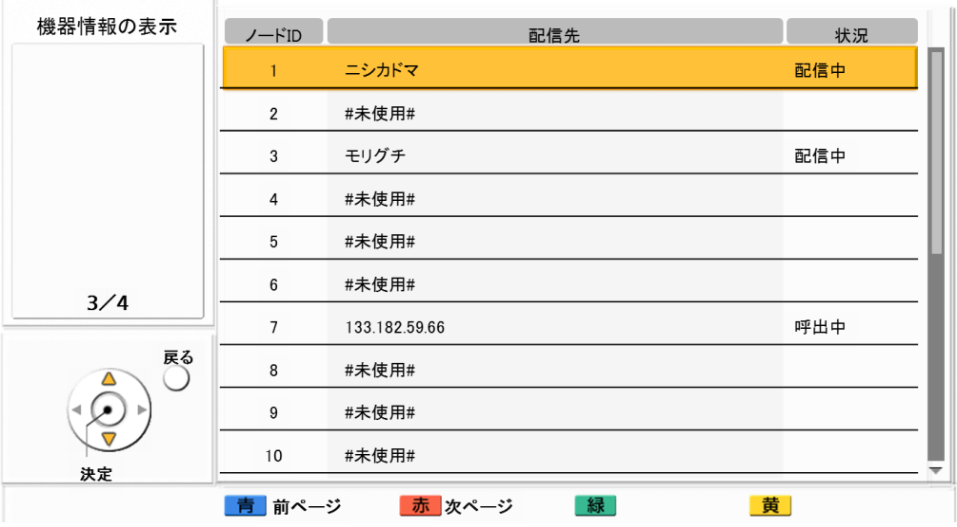 機器情報の表示
3／4
戻る
決定
ノードID 配信先 状況
1 ニシカドマ 配信中
2 #未使用#
3 モリグチ 配信中
4 #未使用#
5 #未使用#
6 #未使用#
7 133.182.59.66 呼出中
8 #未使用#
9 #未使用#
10 #未使用#
青 前ページ 赤 次ページ 緑 黄